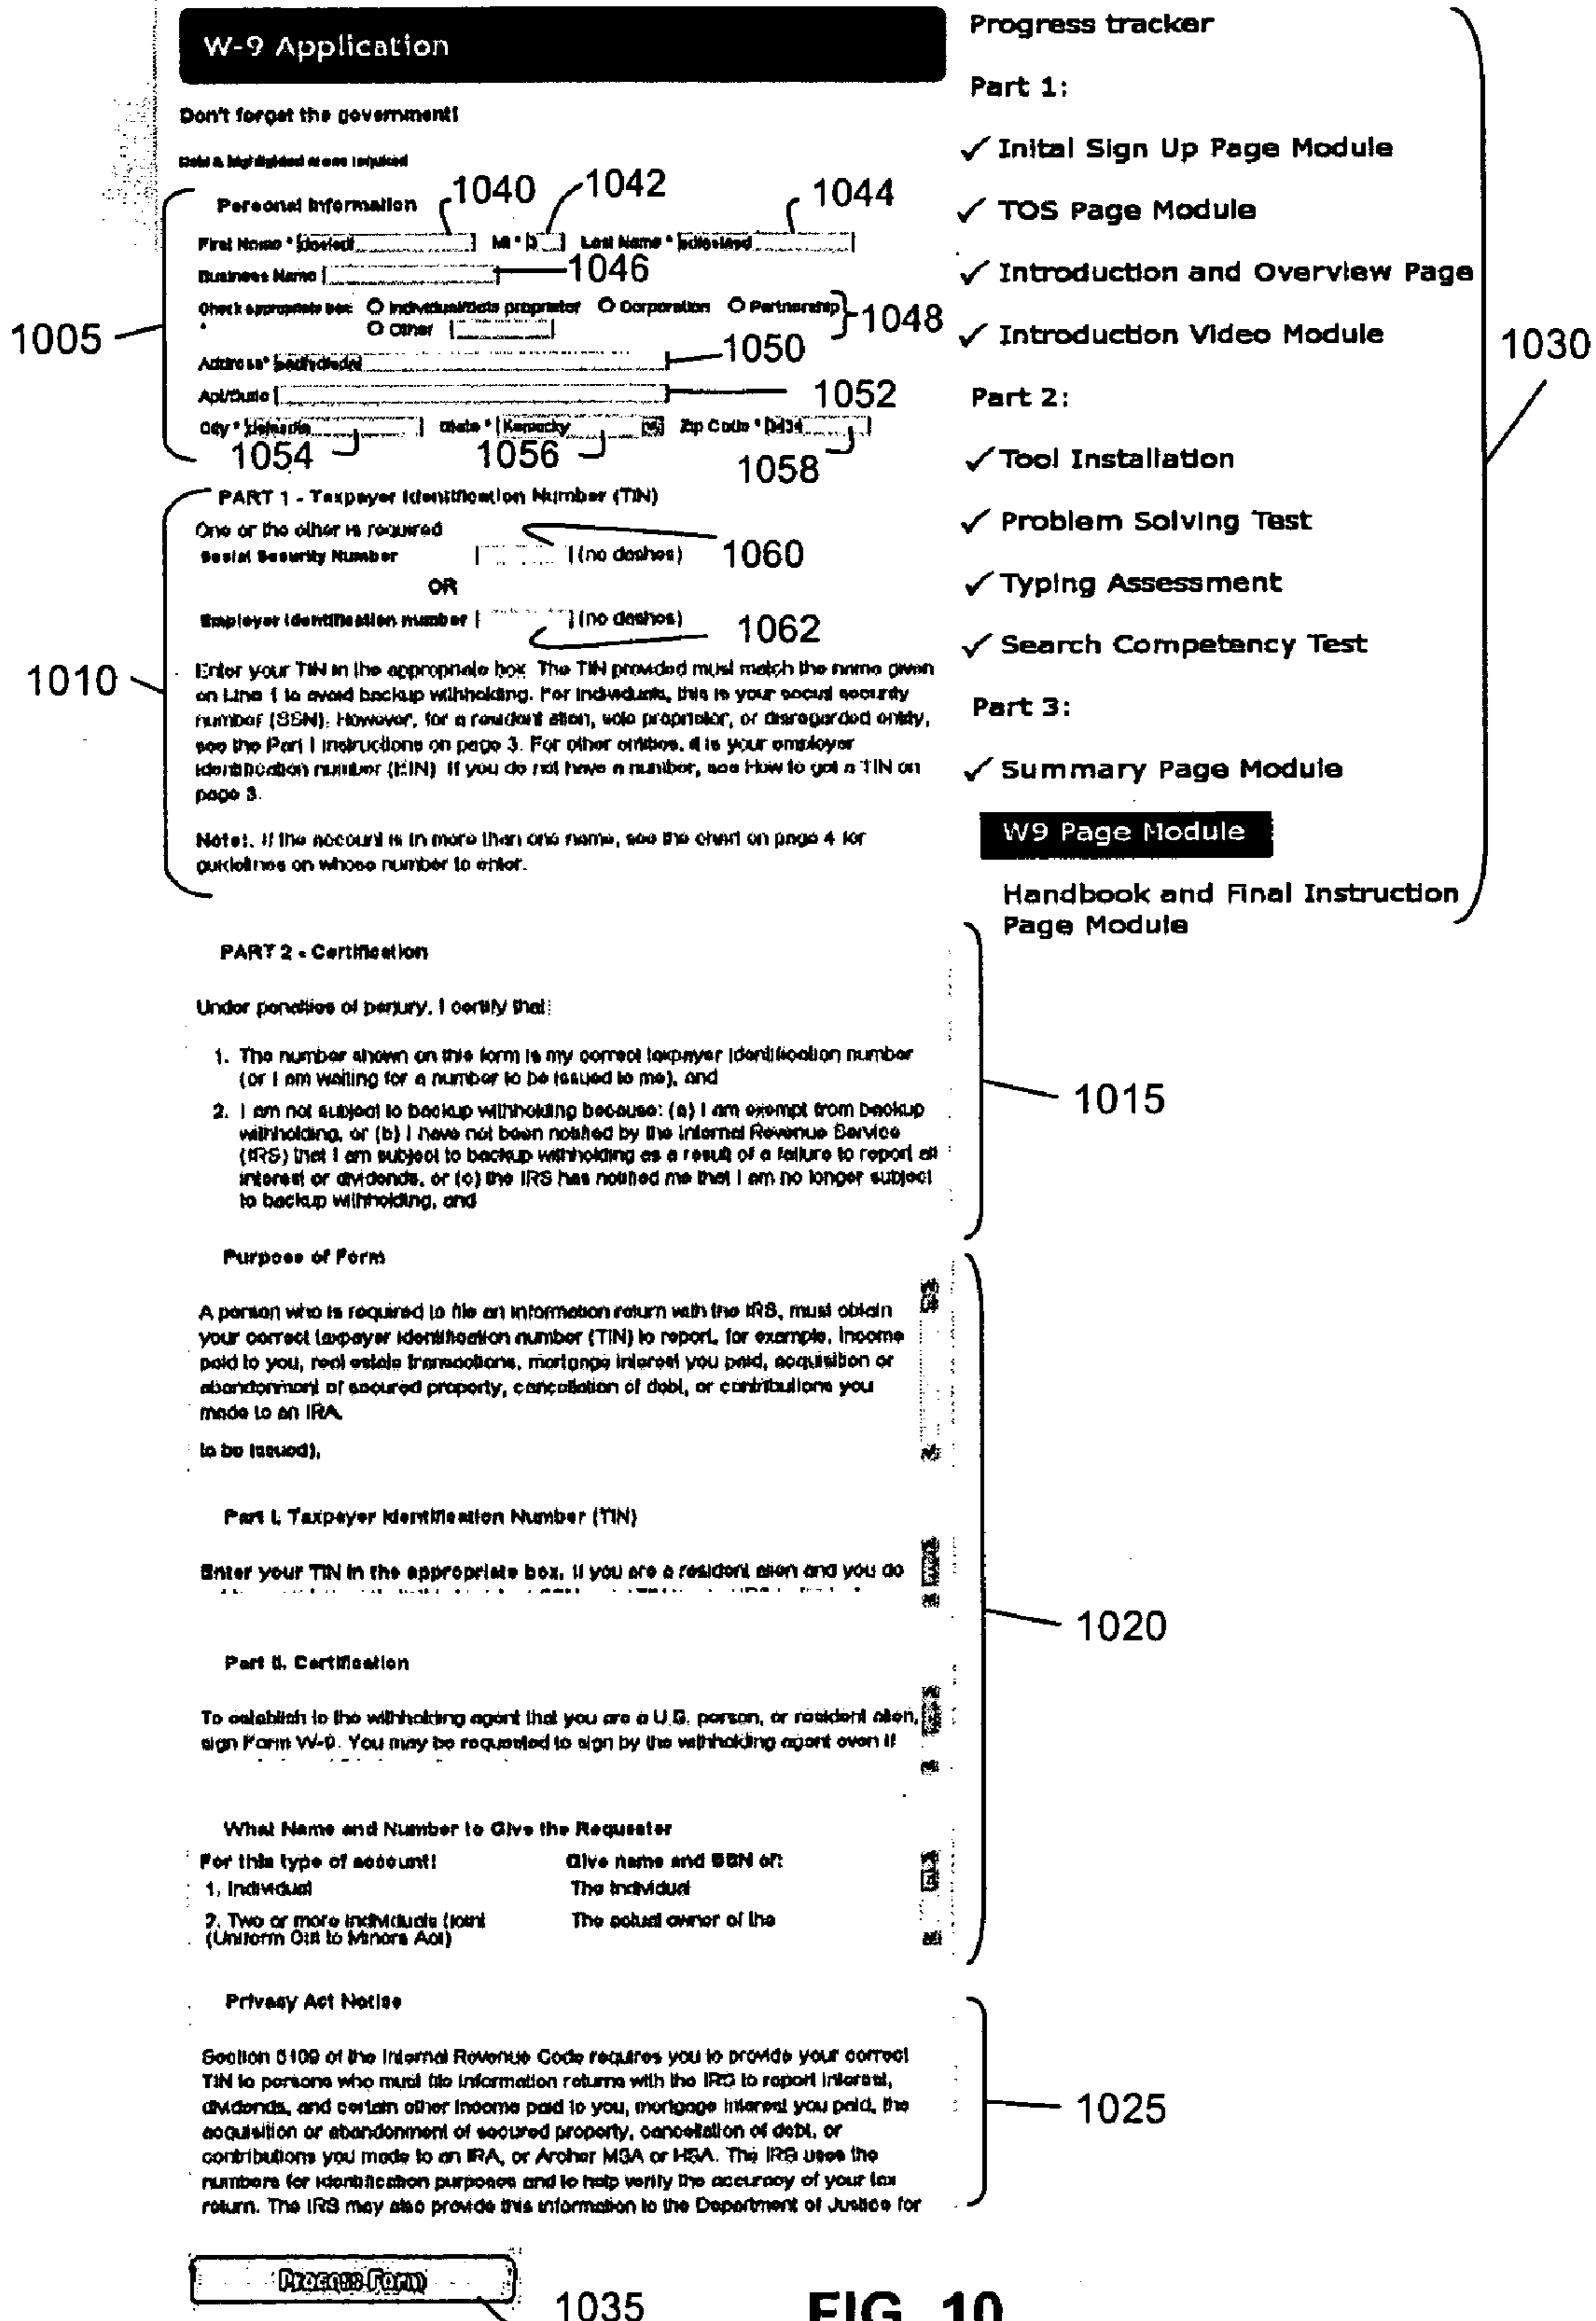 W-9 Application
Don't forget the government!
Bold & highlighted areas required
Personal Information
1040
1042
1044
First Name *
MI *
Last Name *
Business Name
1046
Check appropriate box:
Individual/Sole proprietor
Corporation
Partnership
1048
*
Other
1005
Address*
1050
Apt/Suite
1052
City *
State * Kentucky
Zip Code * 3434
1054
1056
1058
PART 1 - Taxpayer Identification Number (TIN)
One or the other is required
Social Security Number
(no dashes)
1060
OR
Employer identification number
(no dashes)
1062
1010
Enter your TIN in the appropriate box. The TIN provided must match the name given
on Line 1 to avoid backup withholding. For individuals, this is your social security
number (SSN). However, for a resident alien, sole proprietor, or disregarded entity,
see the Part I instructions on page 3. For other entities, it is your employer
identification number (EIN). If you do not have a number, see How to get a TIN on
page 3.
Note: If the account is in more than one name, see the chart on page 4 for
guidelines on whose number to enter.
Progress tracker
Part 1:
✓ Inital Sign Up Page Module
✓ TOS Page Module
✓ Introduction and Overview Page
✓ Introduction Video Module
1030
Part 2:
✓ Tool Installation
✓ Problem Solving Test
✓ Typing Assessment
✓ Search Competency Test
Part 3:
✓ Summary Page Module
W9 Page Module
Handbook and Final Instruction
Page Module
PART 2 - Certification
Under penalties of perjury, I certify that:
1. The number shown on this form is my correct taxpayer identification number
(or I am waiting for a number to be issued to me), and
2. I am not subject to backup withholding because: (a) I am exempt from backup
withholding, or (b) I have not been notified by the Internal Revenue Service
(IRS) that I am subject to backup withholding as a result of a failure to report all
interest or dividends, or (c) the IRS has notified me that I am no longer subject
to backup withholding, and
1015
Purpose of Form
A person who is required to file an information return with the IRS, must obtain
your correct taxpayer identification number (TIN) to report, for example, income
paid to you, real estate transactions, mortgage interest you paid, acquisition or
abandonment of secured property, cancellation of debt, or contributions you
made to an IRA.
to be issued),
Part I. Taxpayer Identification Number (TIN)
Enter your TIN in the appropriate box. If you are a resident alien and you do
1020
Part II. Certification
To establish to the withholding agent that you are a U.S. person, or resident alien,
sign Form W-9. You may be requested to sign by the withholding agent even if
What Name and Number to Give the Requester
For this type of account:
Give name and SSN of:
1. Individual
The individual
2. Two or more individuals (joint
The actual owner of the
(Uniform Gift to Minors Act)
Privacy Act Notice
Section 6109 of the Internal Revenue Code requires you to provide your correct
TIN to persons who must file information returns with the IRS to report interest,
dividends, and certain other income paid to you, mortgage interest you paid, the
acquisition or abandonment of secured property, cancellation of debt, or
contributions you made to an IRA, or Archer MSA or HSA. The IRS uses the
numbers for identification purposes and to help verify the accuracy of your tax
return. The IRS may also provide this information to the Department of Justice for
1025
Process Form
1035
FIG. 10